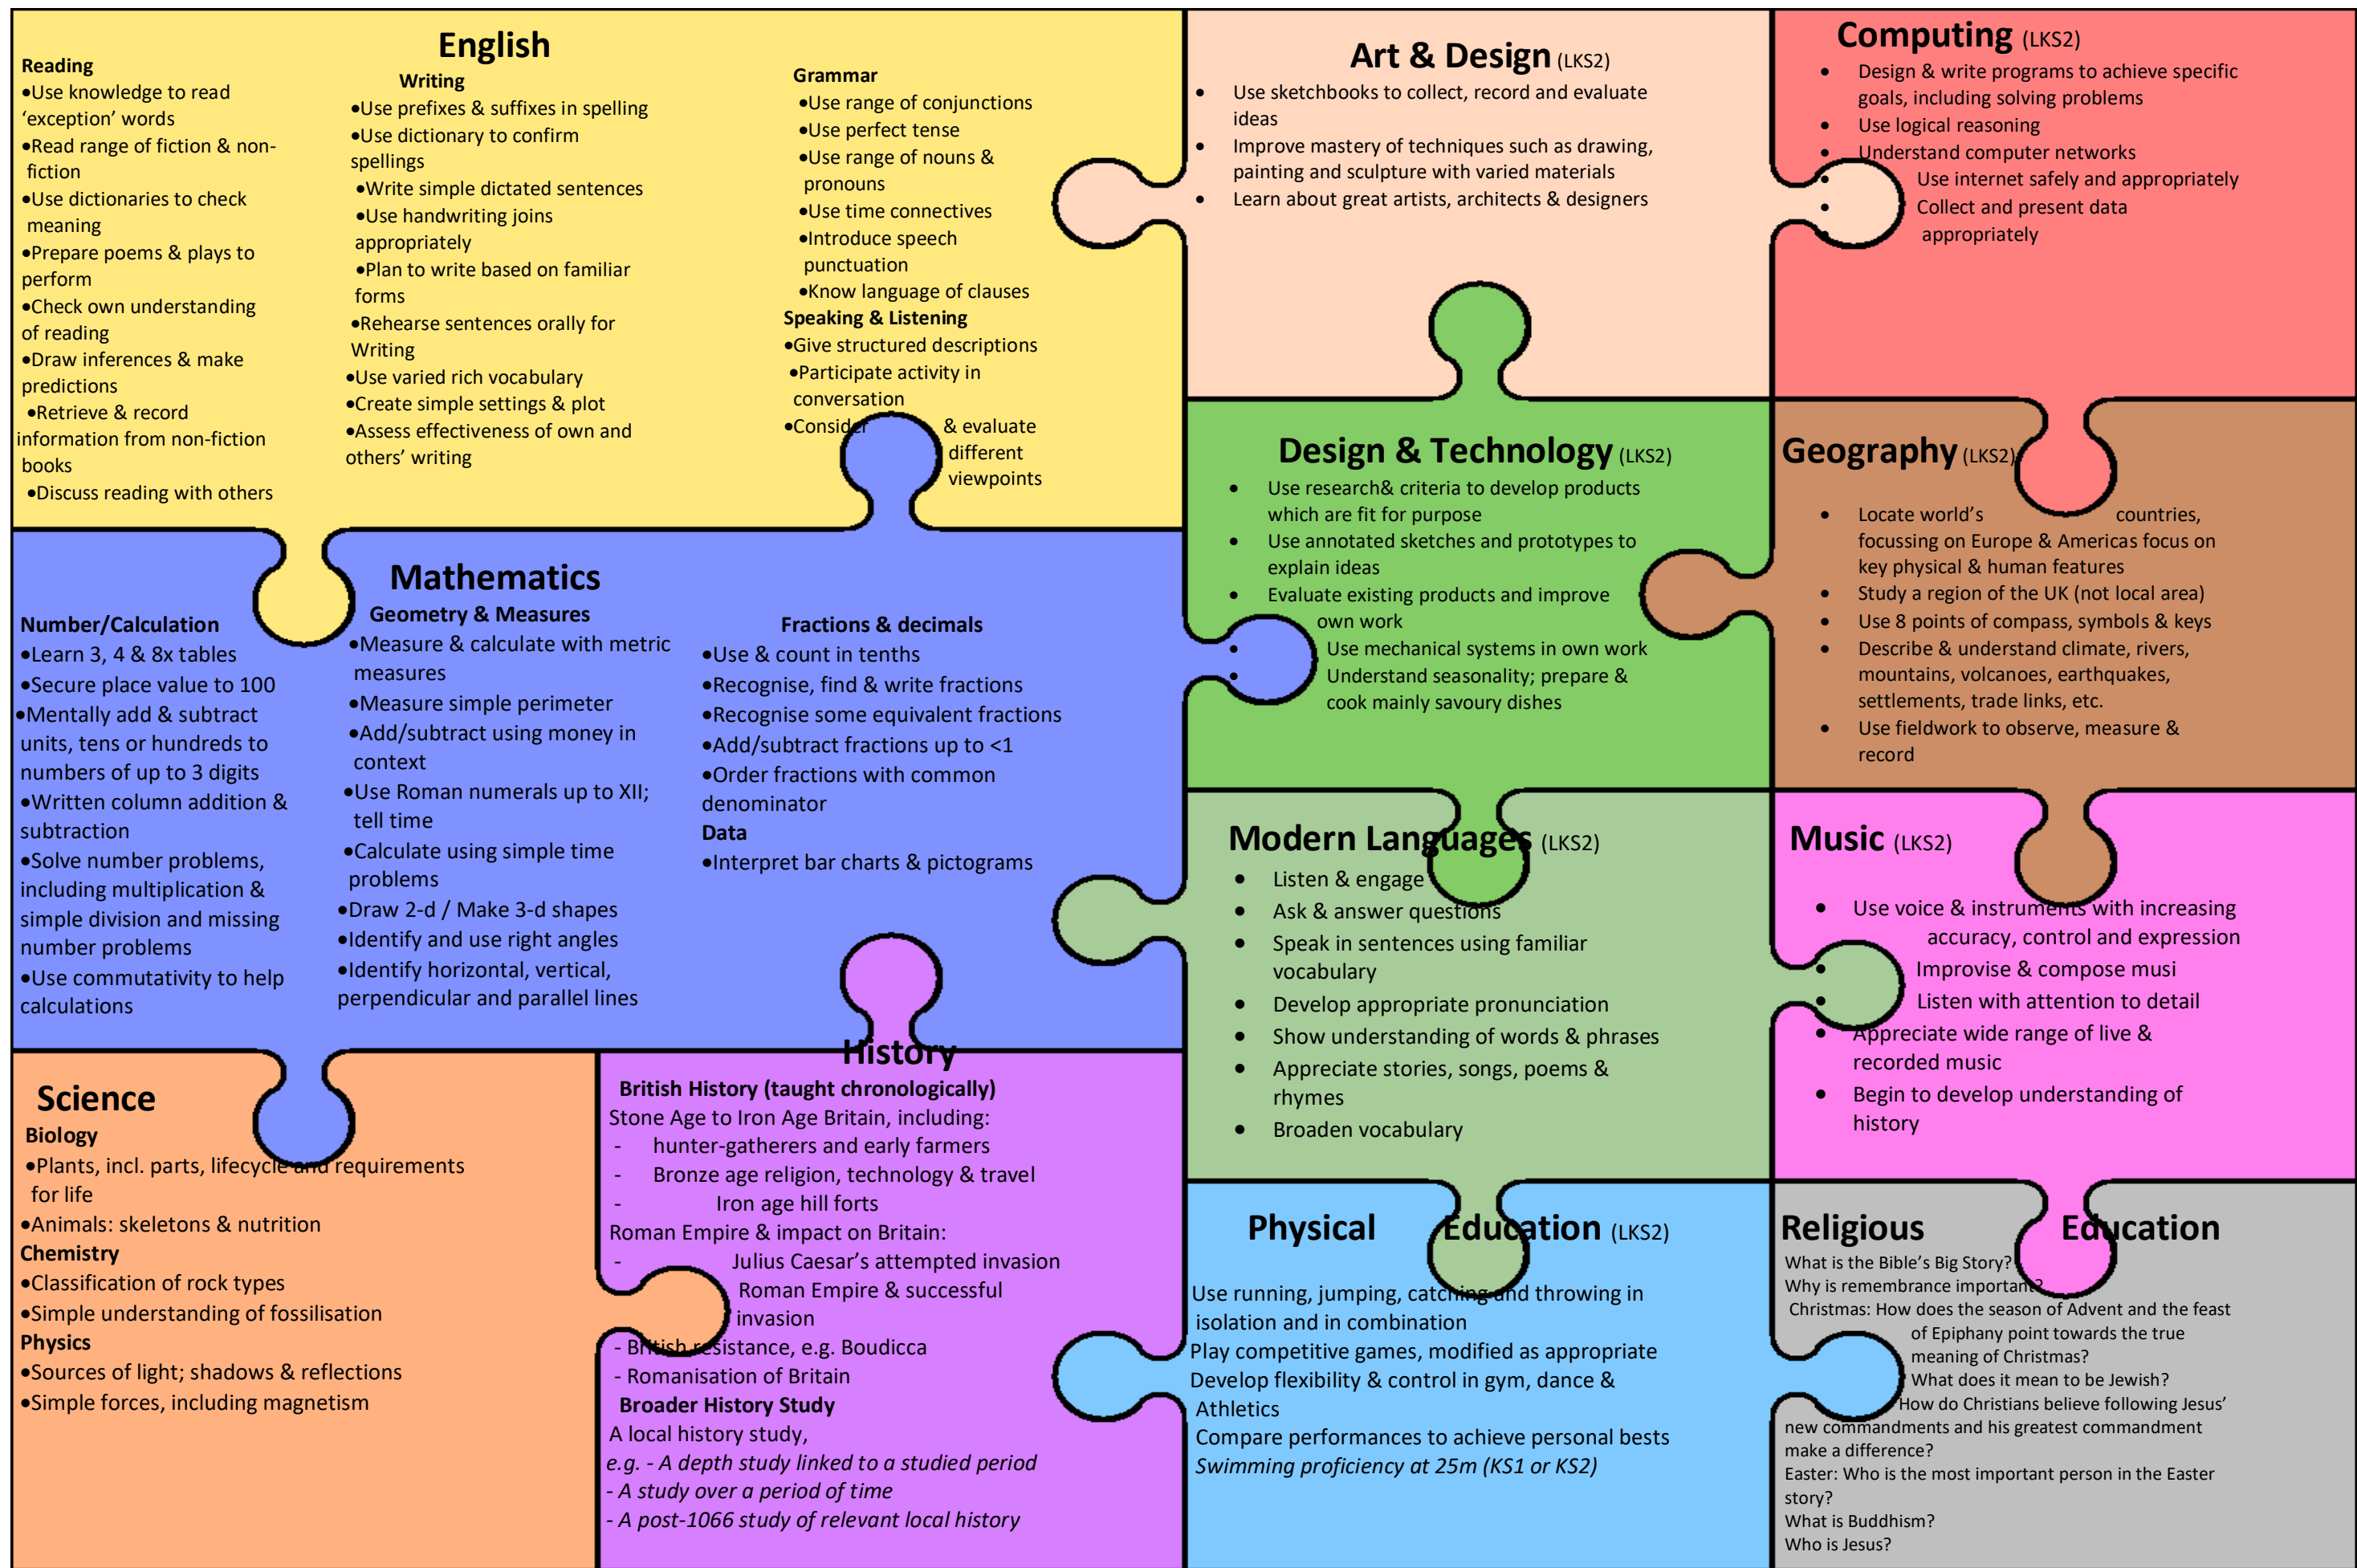 English
Reading
•Use knowledge to read
‘exception’ words
•Read range of fiction & non-
fiction
•Use dictionaries to check
meaning
•Prepare poems & plays to
perform
•Check own understanding
of reading
•Draw inferences & make
predictions
•Retrieve & record
information from non-fiction
books
•Discuss reading with others
Writing
•Use prefixes & suffixes in spelling
•Use dictionary to confirm
spellings
•Write simple dictated sentences
•Use handwriting joins
appropriately
•Plan to write based on familiar
forms
•Rehearse sentences orally for
Writing
•Use varied rich vocabulary
•Create simple settings & plot
•Assess effectiveness of own and
others’ writing
Grammar
•Use range of conjunctions
•Use perfect tense
•Use range of nouns &
pronouns
•Use time connectives
•Introduce speech
punctuation
•Know language of clauses
Speaking & Listening
•Give structured descriptions
•Participate activity in
conversation
•Consider & evaluate
different
viewpoints
Art & Design (LKS2)
• Use sketchbooks to collect, record and evaluate
ideas
• Improve mastery of techniques such as drawing,
painting and sculpture with varied materials
• Learn about great artists, architects & designers
Computing (LKS2)
• Design & write programs to achieve specific
goals, including solving problems
• Use logical reasoning
• Understand computer networks
• Use internet safely and appropriately
• Collect and present data
• appropriately
Mathematics
Number/Calculation
•Learn 3, 4 & 8x tables
•Secure place value to 100
•Mentally add & subtract
units, tens or hundreds to
numbers of up to 3 digits
•Written column addition &
subtraction
•Solve number problems,
including multiplication &
simple division and missing
number problems
•Use commutativity to help
calculations
Geometry & Measures
•Measure & calculate with metric
measures
•Measure simple perimeter
•Add/subtract using money in
context
•Use Roman numerals up to XII;
tell time
•Calculate using simple time
problems
•Draw 2-d / Make 3-d shapes
•Identify and use right angles
•Identify horizontal, vertical,
perpendicular and parallel lines
Fractions & decimals
•Use & count in tenths
•Recognise, find & write fractions
•Recognise some equivalent fractions
•Add/subtract fractions up to <1
•Order fractions with common
denominator
Data
•Interpret bar charts & pictograms
Design & Technology (LKS2)
• Use research& criteria to develop products
which are fit for purpose
• Use annotated sketches and prototypes to
explain ideas
• Evaluate existing products and improve
own work
• Use mechanical systems in own work
• Understand seasonality; prepare &
cook mainly savoury dishes
Geography (LKS2)
• Locate world’s countries,
focussing on Europe & Americas focus on
key physical & human features
• Study a region of the UK (not local area)
• Use 8 points of compass, symbols & keys
• Describe & understand climate, rivers,
mountains, volcanoes, earthquakes,
settlements, trade links, etc.
• Use fieldwork to observe, measure &
record
Modern Languages (LKS2)
• Listen & engage
• Ask & answer questions
• Speak in sentences using familiar
vocabulary
• Develop appropriate pronunciation
• Show understanding of words & phrases
• Appreciate stories, songs, poems &
rhymes
• Broaden vocabulary
Music (LKS2)
• Use voice & instruments with increasing
accuracy, control and expression
• Improvise & compose musi
• Listen with attention to detail
• Appreciate wide range of live &
recorded music
• Begin to develop understanding of
history
Science
Biology
•Plants, incl. parts, lifecycle and requirements
for life
•Animals: skeletons & nutrition
Chemistry
•Classification of rock types
•Simple understanding of fossilisation
Physics
•Sources of light; shadows & reflections
•Simple forces, including magnetism
History
British History (taught chronologically)
Stone Age to Iron Age Britain, including:
- hunter-gatherers and early farmers
- Bronze age religion, technology & travel
- Iron age hill forts
Roman Empire & impact on Britain:
- Julius Caesar’s attempted invasion
Roman Empire & successful
invasion
- British resistance, e.g. Boudicca
- Romanisation of Britain
Broader History Study
A local history study,
e.g. - A depth study linked to a studied period
- A study over a period of time
- A post-1066 study of relevant local history
Physical Education (LKS2)
Use running, jumping, catching and throwing in
isolation and in combination
Play competitive games, modified as appropriate
Develop flexibility & control in gym, dance &
Athletics
Compare performances to achieve personal bests
Swimming proficiency at 25m (KS1 or KS2)
Religious Education
What is the Bible’s Big Story?
Why is remembrance important?
Christmas: How does the season of Advent and the feast
of Epiphany point towards the true
meaning of Christmas?
What does it mean to be Jewish?
How do Christians believe following Jesus’
new commandments and his greatest commandment
make a difference?
Easter: Who is the most important person in the Easter
story?
What is Buddhism?
Who is Jesus?